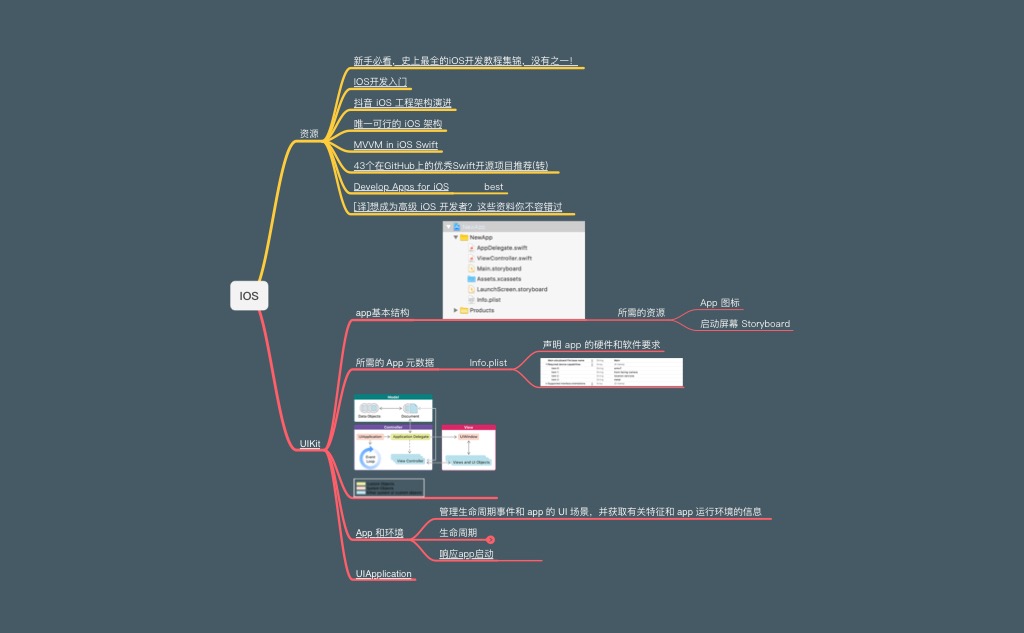 新手必看，史上最全的iOS开发教程集锦，没有之一！
IOS开发入门
抖音 iOS 工程架构演进
资源
唯一可行的 iOS 架构
MVVM in iOS Swift
43个在GitHub上的优秀Swift开源项目推荐(转)
Develop Apps for iOS best
[译]想成为高级 iOS 开发者？这些资料你不容错过
NewApp
AppDelegate.swift
ViewController.swift
Main.storyboard
Assets.xcassets
LaunchScreen.storyboard
Info.plist
Products
IOS
app基本结构
所需的资源
App 图标
启动屏幕 Storyboard
所需的 App 元数据
Info.plist
声明 app 的硬件和软件要求
Model
Data Objects
Document
Controller
View
UIApplication
Application Delegate
UIWindow
Event Loop
View Controller
Views and UI Objects
UIKit
App 和环境
管理生命周期事件和 app 的 UI 场景，并获取有关特征和 app 运行环境的信息
生命周期
响应app启动
UIApplication